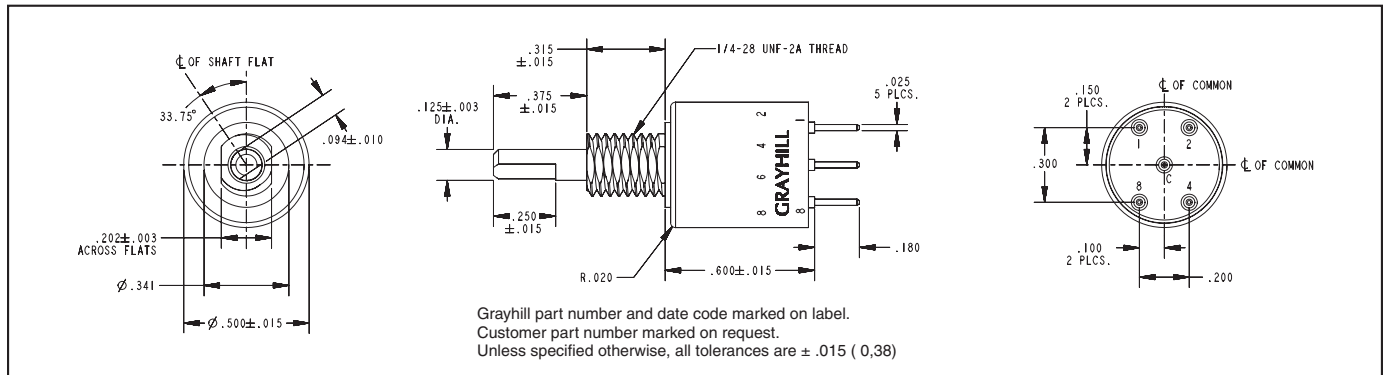 ℄ OF SHAFT FLAT
33.75°
.094±.010
.202±.003
ACROSS FLATS
Ø.341
Ø.500±.015
.315
±.015
1/4-28 UNF-2A THREAD
.375
±.015
.125±.003
DIA.
.025
5 PLCS.
.250
±.015
2
4
6
8
GRAYHILL
1
8
.180
R.020
.600±.015
Grayhill part number and date code marked on label.
Customer part number marked on request.
Unless specified otherwise, all tolerances are ± .015 ( 0,38)
℄ OF COMMON
.150
2 PLCS.
1
2
℄ OF COMMON
.300
C
8
4
.100
2 PLCS.
.200